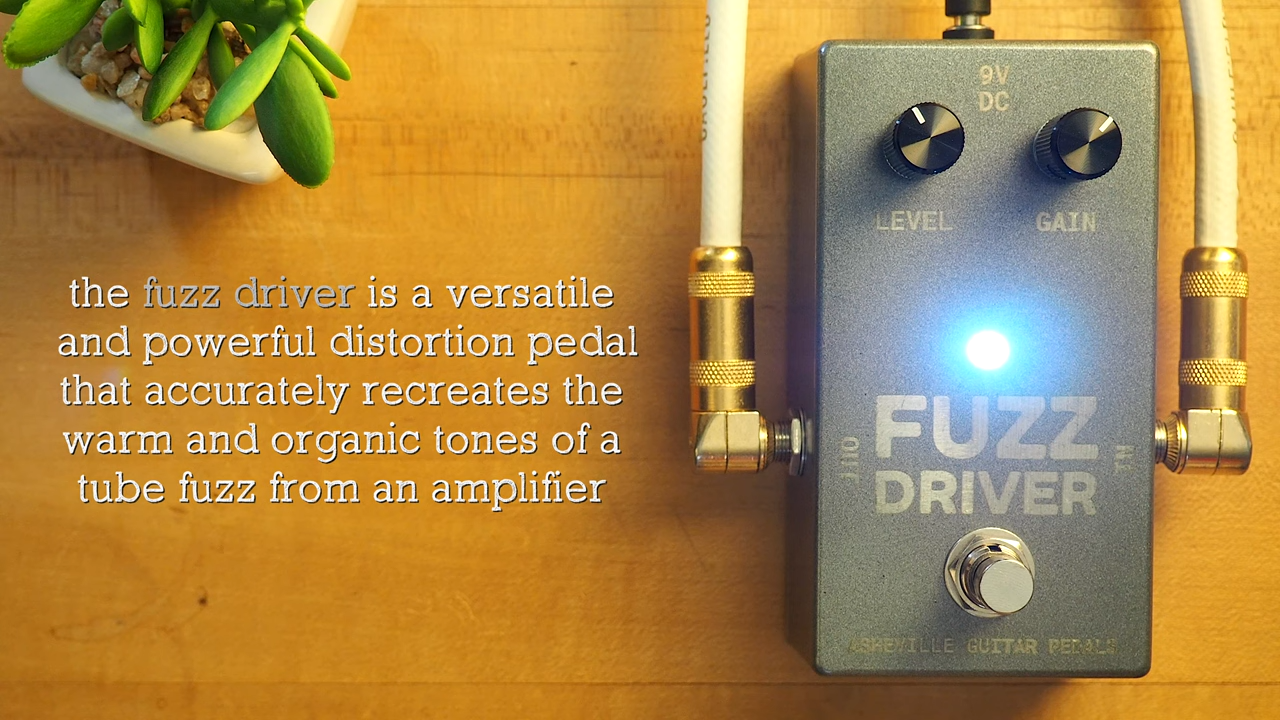 the fuzz driver is a versatile
and powerful distortion pedal
that accurately recreates the
warm and organic tones of a
tube fuzz from an amplifier
9V
DC
LEVEL
GAIN
FUZZ
DRIVER
OUT
IN
ASHEVILLE GUITAR PEDALS